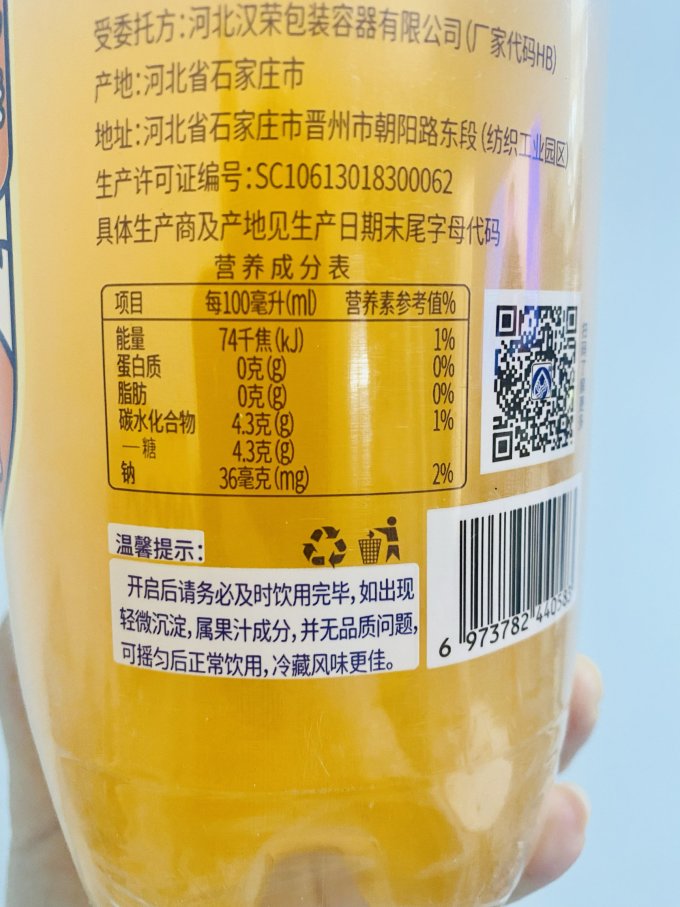 受委托方:河北汉荣包装容器有限公司(厂家代码HB)
产地:河北省石家庄市
地址:河北省石家庄市晋州市朝阳路东段(纺织工业园区)
生产许可证编号:SC10613018300062
具体生产商及产地见生产日期末尾字母代码
营养成分表
项目 每100毫升(ml) 营养素参考值%
能量 74千焦(kJ) 1%
蛋白质 0克(g) 0%
脂肪 0克(g) 0%
碳水化合物 4.3克(g) 1%
—糖 4.3克(g)
钠 36毫克(mg) 2%
温馨提示:
开启后请务必及时饮用完毕,如出现
轻微沉淀,属果汁成分,并无品质问题,
可摇匀后正常饮用,冷藏风味更佳。